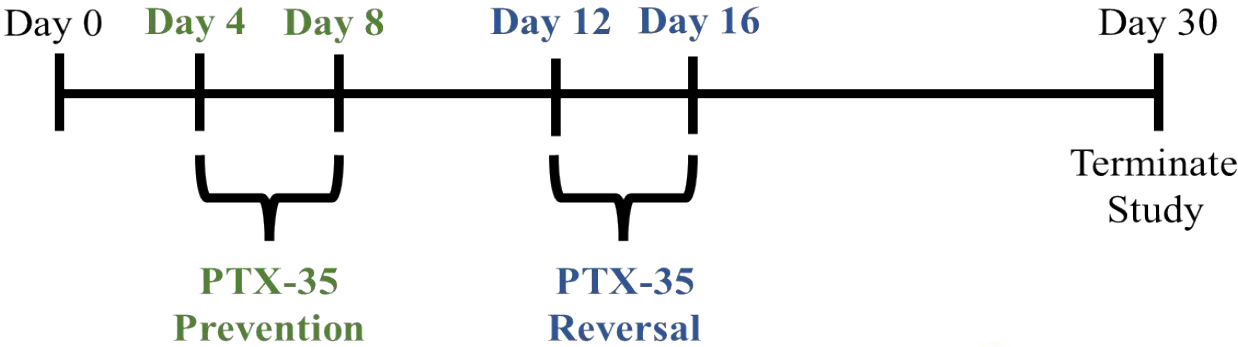 Day 0 Day 4 Day 8 Day 12 Day 16 Day 30
Terminate
Study
PTX-35
Prevention
PTX-35
Reversal